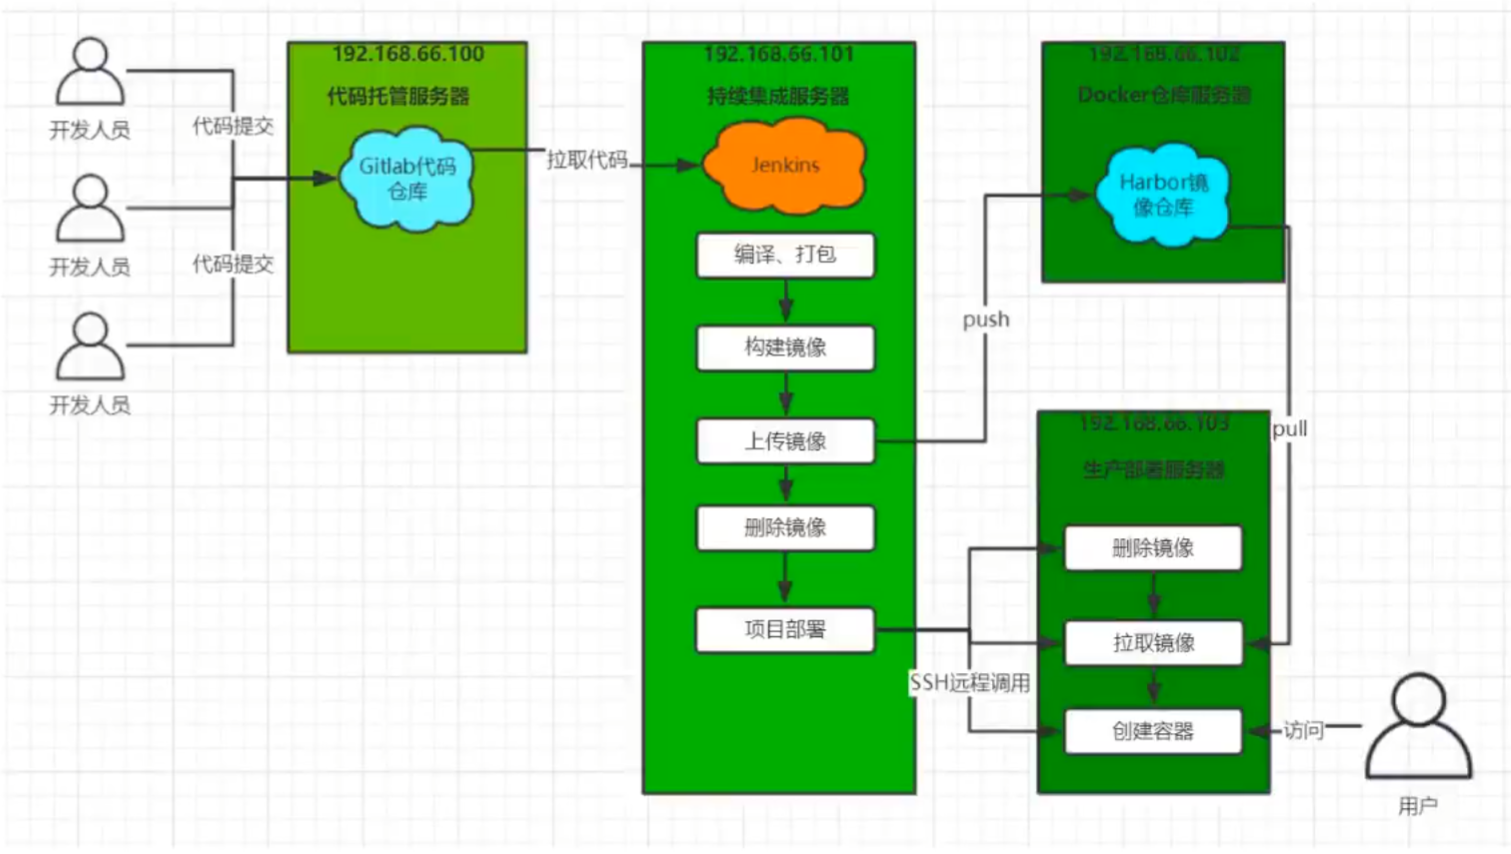 开发人员
代码提交
开发人员
代码提交
开发人员
192.168.66.100
代码托管服务器
Gitlab代码
仓库
拉取代码
192.168.66.101
持续集成服务器
Jenkins
编译、打包
构建镜像
上传镜像
删除镜像
项目部署
push
192.168.66.102
Docker仓库服务器
Harbor镜
像仓库
pull
SSH远程调用
192.168.66.103
生产部署服务器
删除镜像
拉取镜像
创建容器
访问
用户